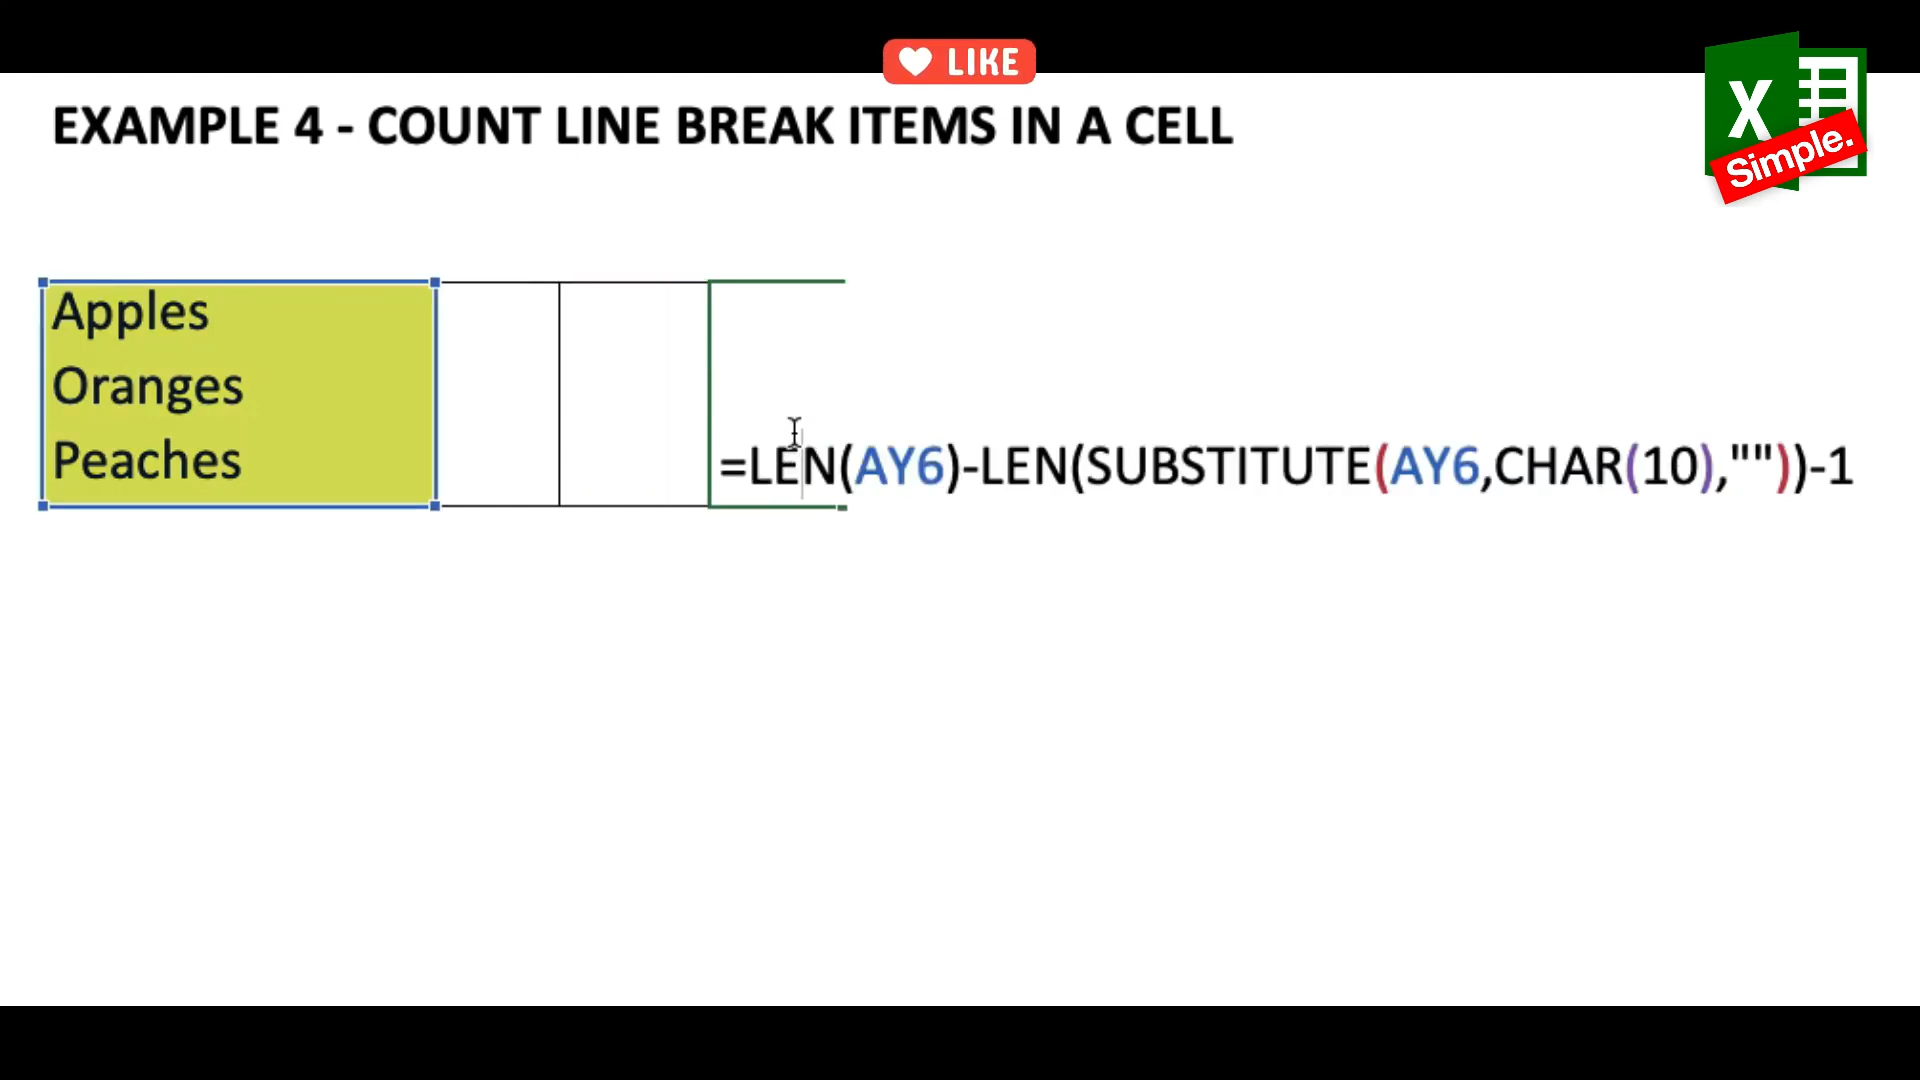 LIKE
EXAMPLE 4 - COUNT LINE BREAK ITEMS IN A CELL
X
Simple.
Apples
Oranges
Peaches
=LEN(AY6)-LEN(SUBSTITUTE(AY6,CHAR(10),""))-1